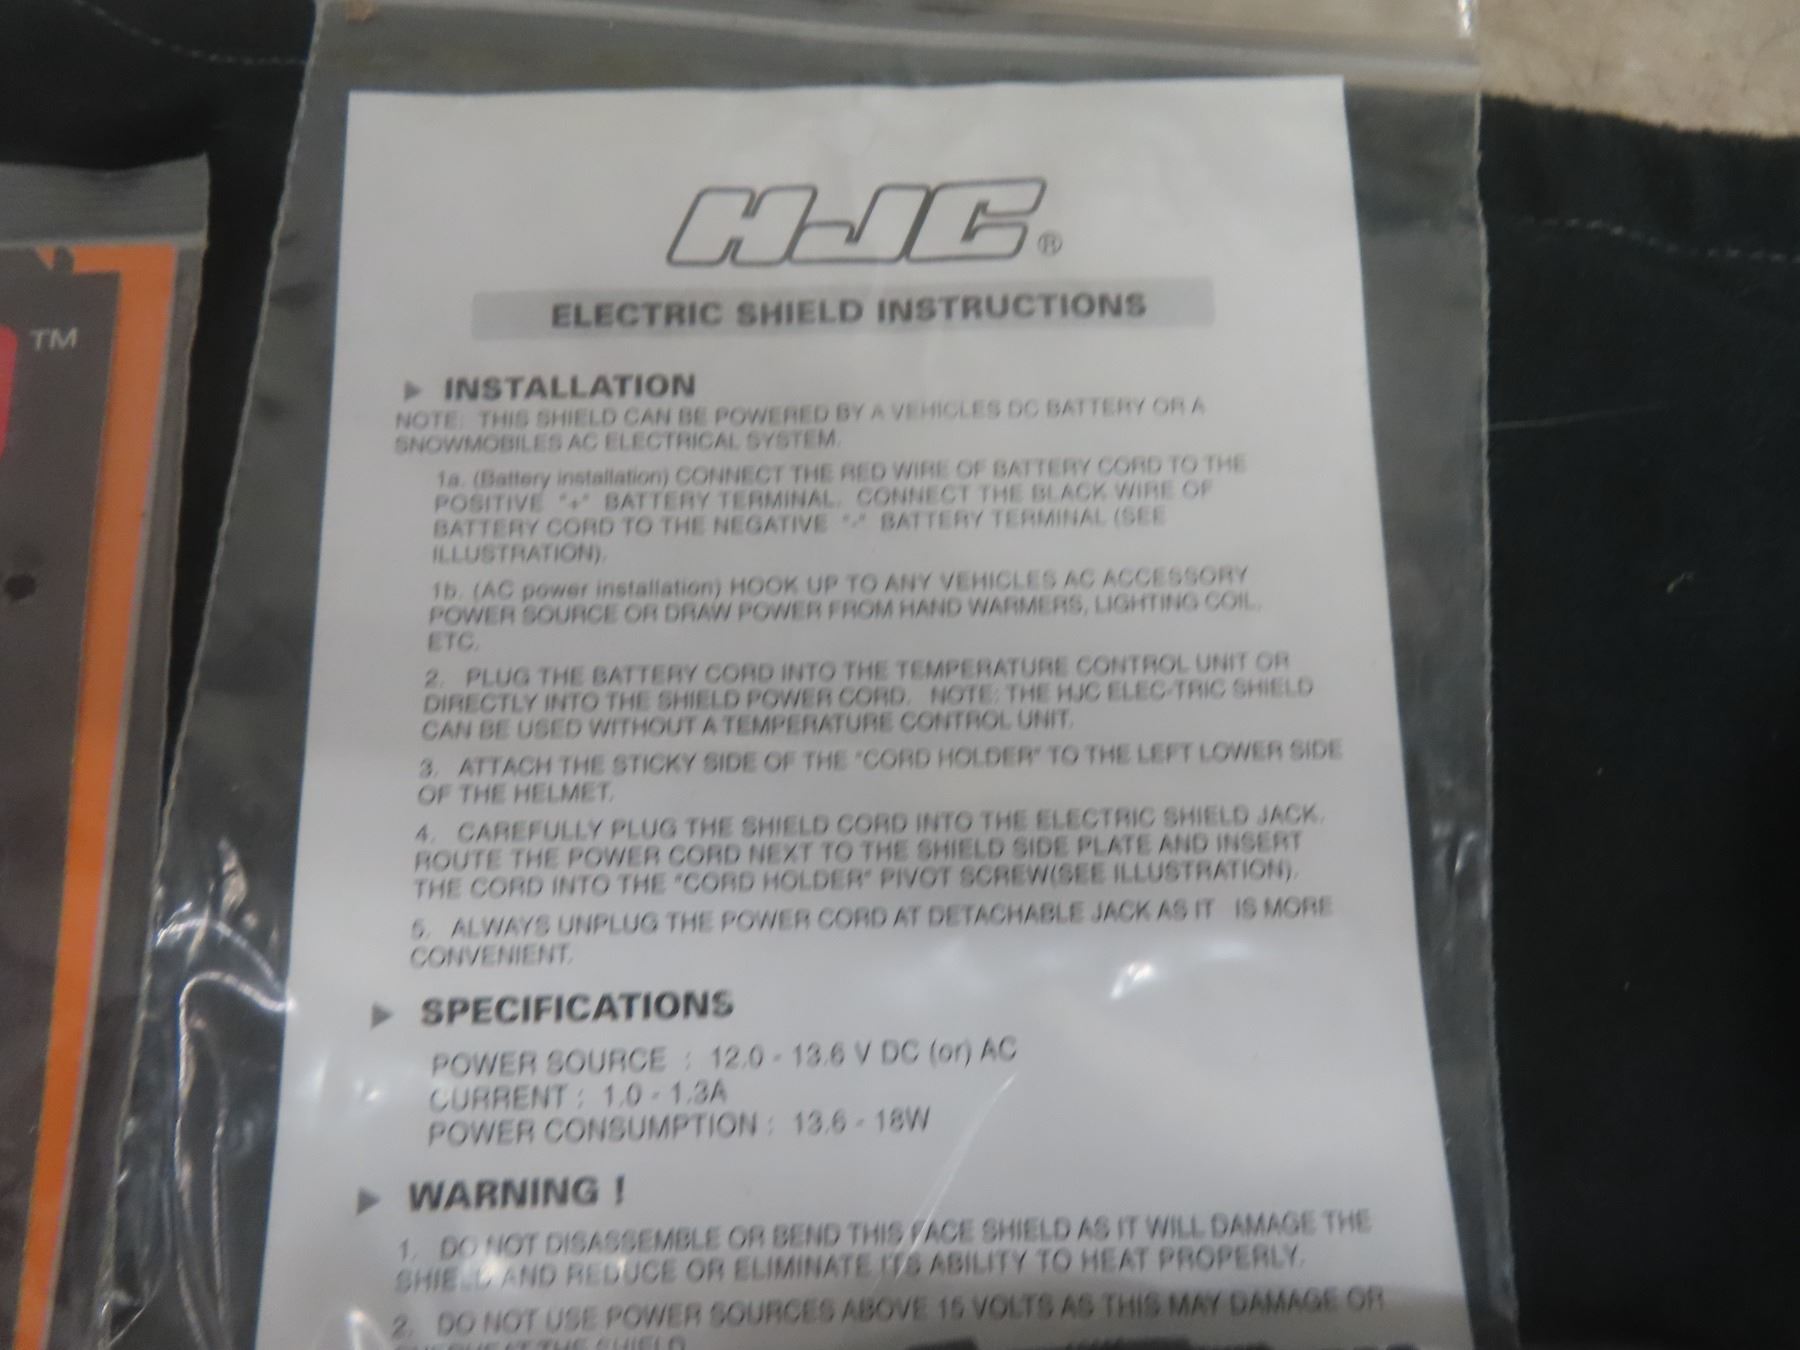 TM
HJC®
ELECTRIC SHIELD INSTRUCTIONS
INSTALLATION
NOTE: THIS SHIELD CAN BE POWERED BY A VEHICLES DC BATTERY OR A
SNOWMOBILES AC ELECTRICAL SYSTEM.
1a. (Battery installation) CONNECT THE RED WIRE OF BATTERY CORD TO THE
POSITIVE "+" BATTERY TERMINAL. CONNECT THE BLACK WIRE OF
BATTERY CORD TO THE NEGATIVE "-" BATTERY TERMINAL (SEE
ILLUSTRATION).
1b. (AC power installation) HOOK UP TO ANY VEHICLES AC ACCESSORY
POWER SOURCE OR DRAW POWER FROM HAND WARMERS, LIGHTING COIL,
ETC.
2. PLUG THE BATTERY CORD INTO THE TEMPERATURE CONTROL UNIT OR
DIRECTLY INTO THE SHIELD POWER CORD. NOTE: THE HJC ELEC-TRIC SHIELD
CAN BE USED WITHOUT A TEMPERATURE CONTROL UNIT.
3. ATTACH THE STICKY SIDE OF THE "CORD HOLDER" TO THE LEFT LOWER SIDE
OF THE HELMET.
4. CAREFULLY PLUG THE SHIELD CORD INTO THE ELECTRIC SHIELD JACK.
ROUTE THE POWER CORD NEXT TO THE SHIELD SIDE PLATE AND INSERT
THE CORD INTO THE "CORD HOLDER" PIVOT SCREW(SEE ILLUSTRATION).
5. ALWAYS UNPLUG THE POWER CORD AT DETACHABLE JACK AS IT IS MORE
CONVENIENT.
SPECIFICATIONS
POWER SOURCE : 12.0 - 13.6 V DC (or) AC
CURRENT : 1.0 - 1.3A
POWER CONSUMPTION : 13.6 - 18W
WARNING !
1. DO NOT DISASSEMBLE OR BEND THIS FACE SHIELD AS IT WILL DAMAGE THE
SHIELD AND REDUCE OR ELIMINATE ITS ABILITY TO HEAT PROPERLY.
2. DO NOT USE POWER SOURCES ABOVE 15 VOLTS AS THIS MAY DAMAGE OR
OVERHEAT THE SHIELD